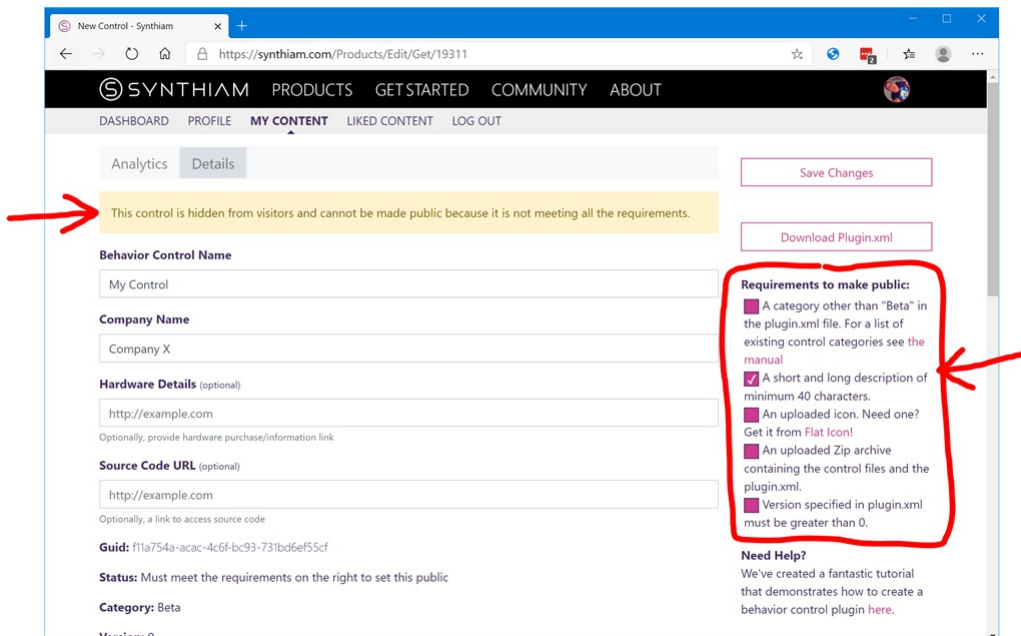 New Control - Synthiam
https://synthiam.com/Products/Edit/Get/19311
2
SYNTHIAM PRODUCTS GET STARTED COMMUNITY ABOUT
DASHBOARD PROFILE MY CONTENT LIKED CONTENT LOG OUT
Analytics Details
This control is hidden from visitors and cannot be made public because it is not meeting all the requirements.
Behavior Control Name
My Control
Company Name
Company X
Hardware Details (optional)
http://example.com
Optionally, provide hardware purchase/information link
Source Code URL (optional)
http://example.com
Optionally, a link to access source code
Guid: f11a754a-acac-4c6f-bc93-731bd6ef55cf
Status: Must meet the requirements on the right to set this public
Category: Beta
Version: 0
Save Changes
Download Plugin.xml
Requirements to make public:
A category other than "Beta" in
the plugin.xml file. For a list of
existing control categories see the
manual
A short and long description of
minimum 40 characters.
An uploaded icon. Need one?
Get it from Flat Icon!
An uploaded Zip archive
containing the control files and the
plugin.xml.
Version specified in plugin.xml
must be greater than 0.
Need Help?
We've created a fantastic tutorial
that demonstrates how to create a
behavior control plugin here.